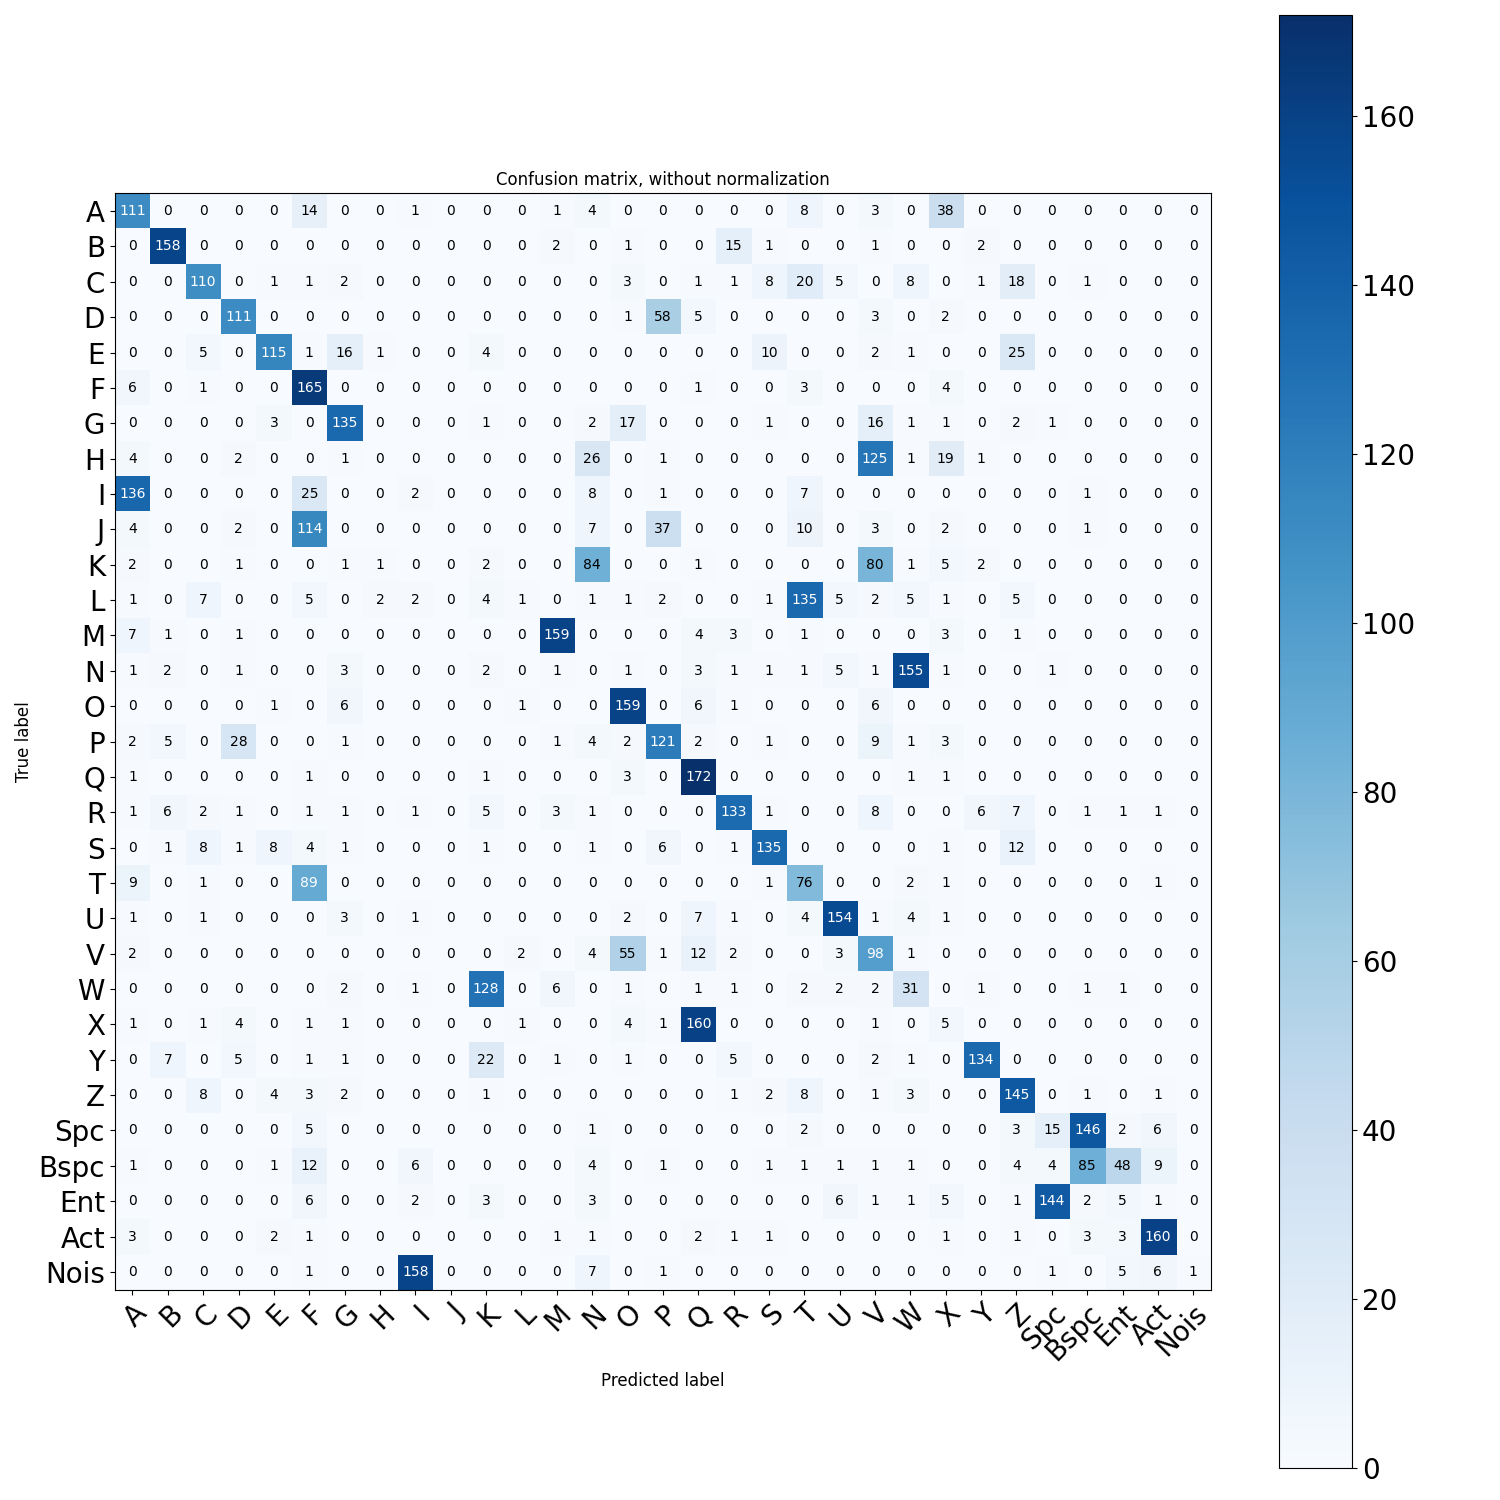 Confusion matrix, without normalization
A 111 0 0 0 0 14 0 0 1 0 0 0 1 4 0 0 0 0 0 8 0 3 0 38 0 0 0 0 0 0 0
B 0 158 0 0 0 0 0 0 0 0 0 0 2 0 1 0 0 15 1 0 0 1 0 0 2 0 0 0 0 0 0
C 0 0 110 0 1 1 2 0 0 0 0 0 0 0 3 0 1 1 8 20 5 0 8 0 1 18 0 1 0 0 0
D 0 0 0 111 0 0 0 0 0 0 0 0 0 0 1 58 5 0 0 0 0 3 0 2 0 0 0 0 0 0 0
E 0 0 5 0 115 1 16 1 0 0 4 0 0 0 0 0 0 0 10 0 0 2 1 0 0 25 0 0 0 0 0
F 6 0 1 0 0 165 0 0 0 0 0 0 0 0 0 0 1 0 0 3 0 0 0 4 0 0 0 0 0 0 0
G 0 0 0 0 3 0 135 0 0 0 1 0 0 2 17 0 0 0 1 0 0 16 1 1 0 2 1 0 0 0 0
H 4 0 0 2 0 0 1 0 0 0 0 0 0 26 0 1 0 0 0 0 0 125 1 19 1 0 0 0 0 0 0
I 136 0 0 0 0 25 0 0 2 0 0 0 0 8 0 1 0 0 0 7 0 0 0 0 0 0 0 1 0 0 0
J 4 0 0 2 0 114 0 0 0 0 0 0 0 7 0 37 0 0 0 10 0 3 0 2 0 0 0 1 0 0 0
K 2 0 0 1 0 0 1 1 0 0 2 0 0 84 0 0 1 0 0 0 0 80 1 5 2 0 0 0 0 0 0
L 1 0 7 0 0 5 0 2 2 0 4 1 0 1 1 2 0 0 1 135 5 2 5 1 0 5 0 0 0 0 0
M 7 1 0 1 0 0 0 0 0 0 0 0 159 0 0 0 4 3 0 1 0 0 0 3 0 1 0 0 0 0 0
N 1 2 0 1 0 0 3 0 0 0 2 0 1 0 1 0 3 1 1 1 5 1 155 1 0 0 1 0 0 0 0
O 0 0 0 0 1 0 6 0 0 0 0 1 0 0 159 0 6 1 0 0 0 6 0 0 0 0 0 0 0 0 0
P 2 5 0 28 0 0 1 0 0 0 0 0 1 4 2 121 2 0 1 0 0 9 1 3 0 0 0 0 0 0 0
Q 1 0 0 0 0 1 0 0 0 0 1 0 0 0 3 0 172 0 0 0 0 0 1 1 0 0 0 0 0 0 0
R 1 6 2 1 0 1 1 0 1 0 5 0 3 1 0 0 0 133 1 0 0 8 0 0 6 7 0 1 1 1 0
S 0 1 8 1 8 4 1 0 0 0 1 0 0 1 0 6 0 1 135 0 0 0 0 1 0 12 0 0 0 0 0
T 9 0 1 0 0 89 0 0 0 0 0 0 0 0 0 0 0 0 1 76 0 0 2 1 0 0 0 0 0 1 0
U 1 0 1 0 0 0 3 0 1 0 0 0 0 0 2 0 7 1 0 4 154 1 4 1 0 0 0 0 0 0 0
V 2 0 0 0 0 0 0 0 0 0 0 2 0 4 55 1 12 2 0 0 3 98 1 0 0 0 0 0 0 0 0
W 0 0 0 0 0 0 2 0 1 0 128 0 6 0 1 0 1 1 0 2 2 2 31 0 1 0 0 1 1 0 0
X 1 0 1 4 0 1 1 0 0 0 0 1 0 0 4 1 160 0 0 0 0 1 0 5 0 0 0 0 0 0 0
Y 0 7 0 5 0 1 1 0 0 0 22 0 1 0 1 0 0 5 0 0 0 2 1 0 134 0 0 0 0 0 0
Z 0 0 8 0 4 3 2 0 0 0 1 0 0 0 0 0 0 1 2 8 0 1 3 0 0 145 0 1 0 1 0
Spc 0 0 0 0 0 5 0 0 0 0 0 0 0 1 0 0 0 0 0 2 0 0 0 0 0 3 15 146 2 6 0
Bspc 1 0 0 0 1 12 0 0 6 0 0 0 0 4 0 1 0 0 1 1 1 1 1 0 0 4 4 85 48 9 0
Ent 0 0 0 0 0 6 0 0 2 0 3 0 0 3 0 0 0 0 0 0 6 1 1 5 0 1 144 2 5 1 0
Act 3 0 0 0 2 1 0 0 0 0 0 0 1 1 0 0 2 1 1 0 0 0 0 1 0 1 0 3 3 160 0
Nois 0 0 0 0 0 1 0 0 158 0 0 0 0 7 0 1 0 0 0 0 0 0 0 0 0 0 1 0 5 6 1
A B C D E F G H I J K L M N O P Q R S T U V W X Y Z Spc Bspc Ent Act Nois
Predicted label
True label
160
140
120
100
80
60
40
20
0